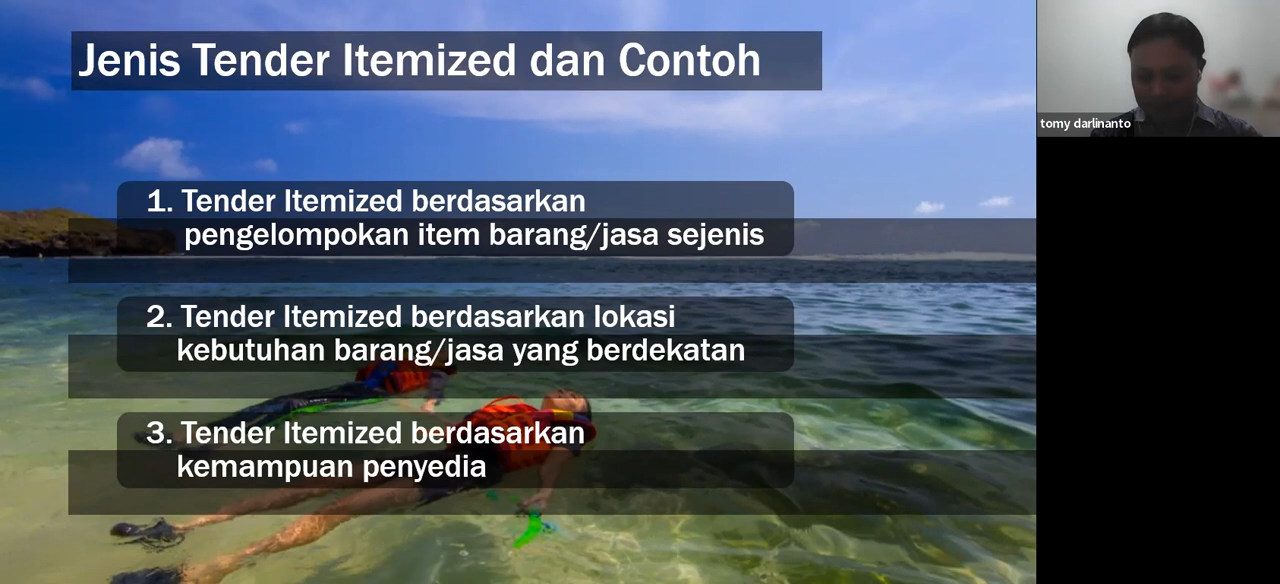 Jenis Tender Itemized dan Contoh
1. Tender Itemized berdasarkan
pengelompokan item barang/jasa sejenis
2. Tender Itemized berdasarkan lokasi
kebutuhan barang/jasa yang berdekatan
3. Tender Itemized berdasarkan
kemampuan penyedia
tomy darlinanto